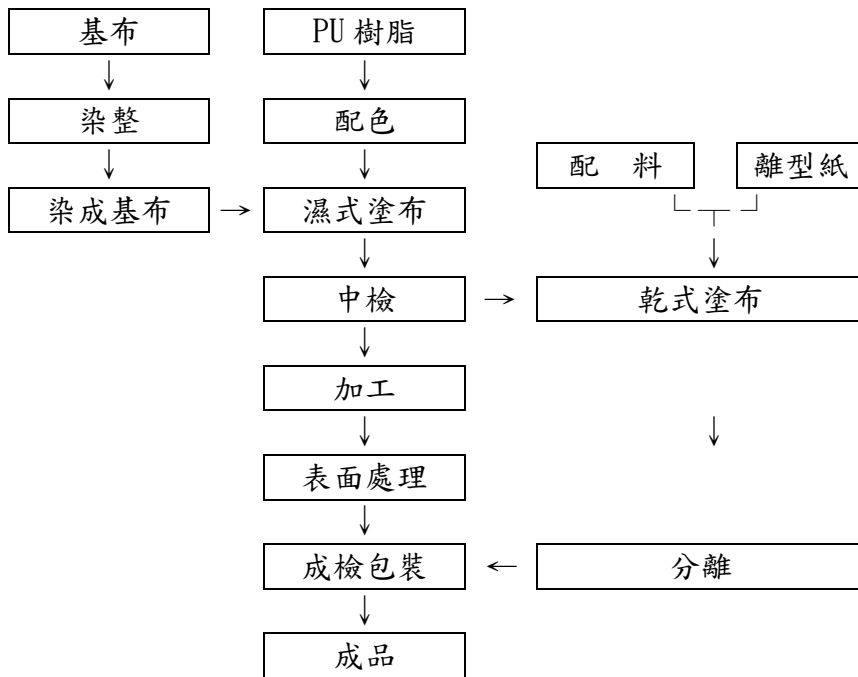 基布
PU 樹脂
染整
配色
配 料
離型紙
染成基布
濕式塗布
中檢
乾式塗布
加工
表面處理
成檢包裝
分離
成品